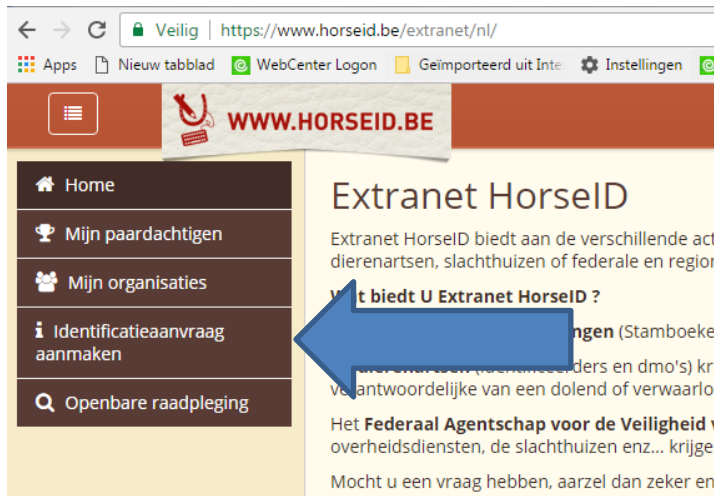 Veilig | https://www.horseid.be/extranet/nl/
Apps Nieuw tabblad WebCenter Logon Geïmporteerd uit Inte Instellingen
WWW.HORSEID.BE
Home
Mijn paardachtigen
Mijn organisaties
Identificatieaanvraag
aanmaken
Openbare raadpleging
Extranet HorseID
Extranet HorseID biedt aan de verschillende act
dierenartsen, slachthuizen of federale en region
biedt U Extranet HorseID ?
ngen (Stamboeke
ders en dmo's) kr
verantwoordelijke van een dolend of verwaarlo
Het Federaal Agentschap voor de Veiligheid v
overheidsdiensten, de slachthuizen enz... krijge
Mocht u een vraag hebben, aarzel dan zeker en